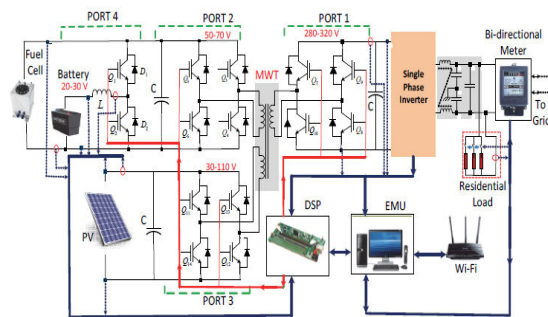 PORT 4
PORT 2
PORT 1
Fuel
Cell
50-70 V
280-320 V
Bi-directional
Meter
Battery
20-30 V
L
D1
D2
C
MWT
C
Single
Phase
Inverter
To
Grid
30-110 V
C
PV
DSP
EMU
Residential
Load
Wi-Fi
PORT 3